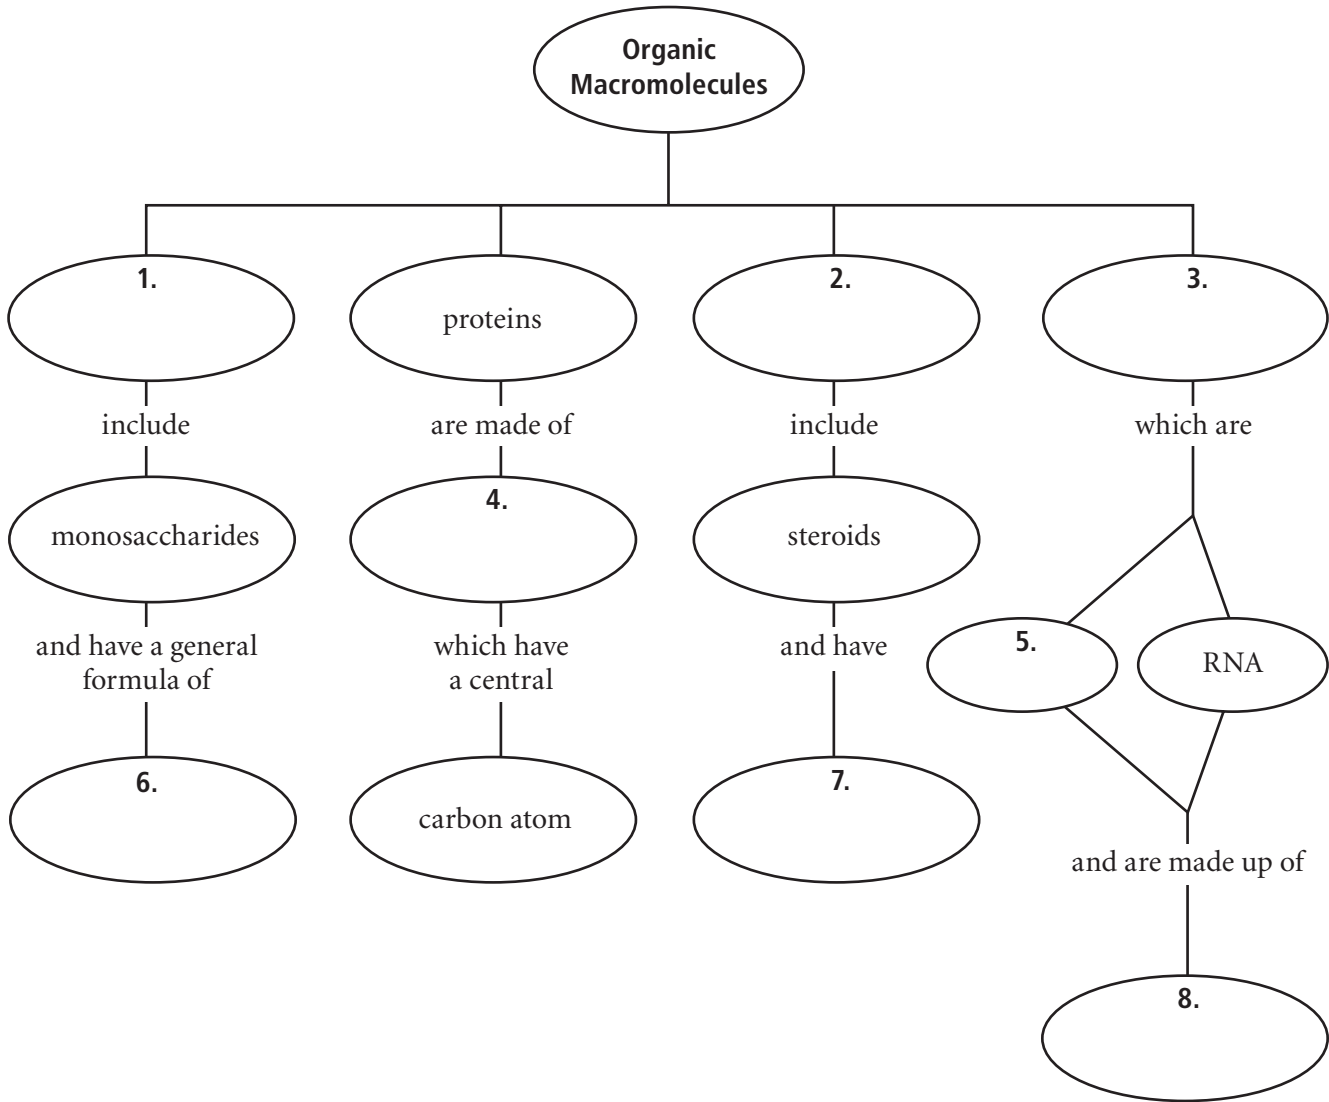 Organic
Macromolecules
1.
proteins
2.
3.
include
are made of
include
which are
monosaccharides
4.
steroids
5.
RNA
and have a general
formula of
which have
a central
and have
6.
carbon atom
7.
and are made up of
8.